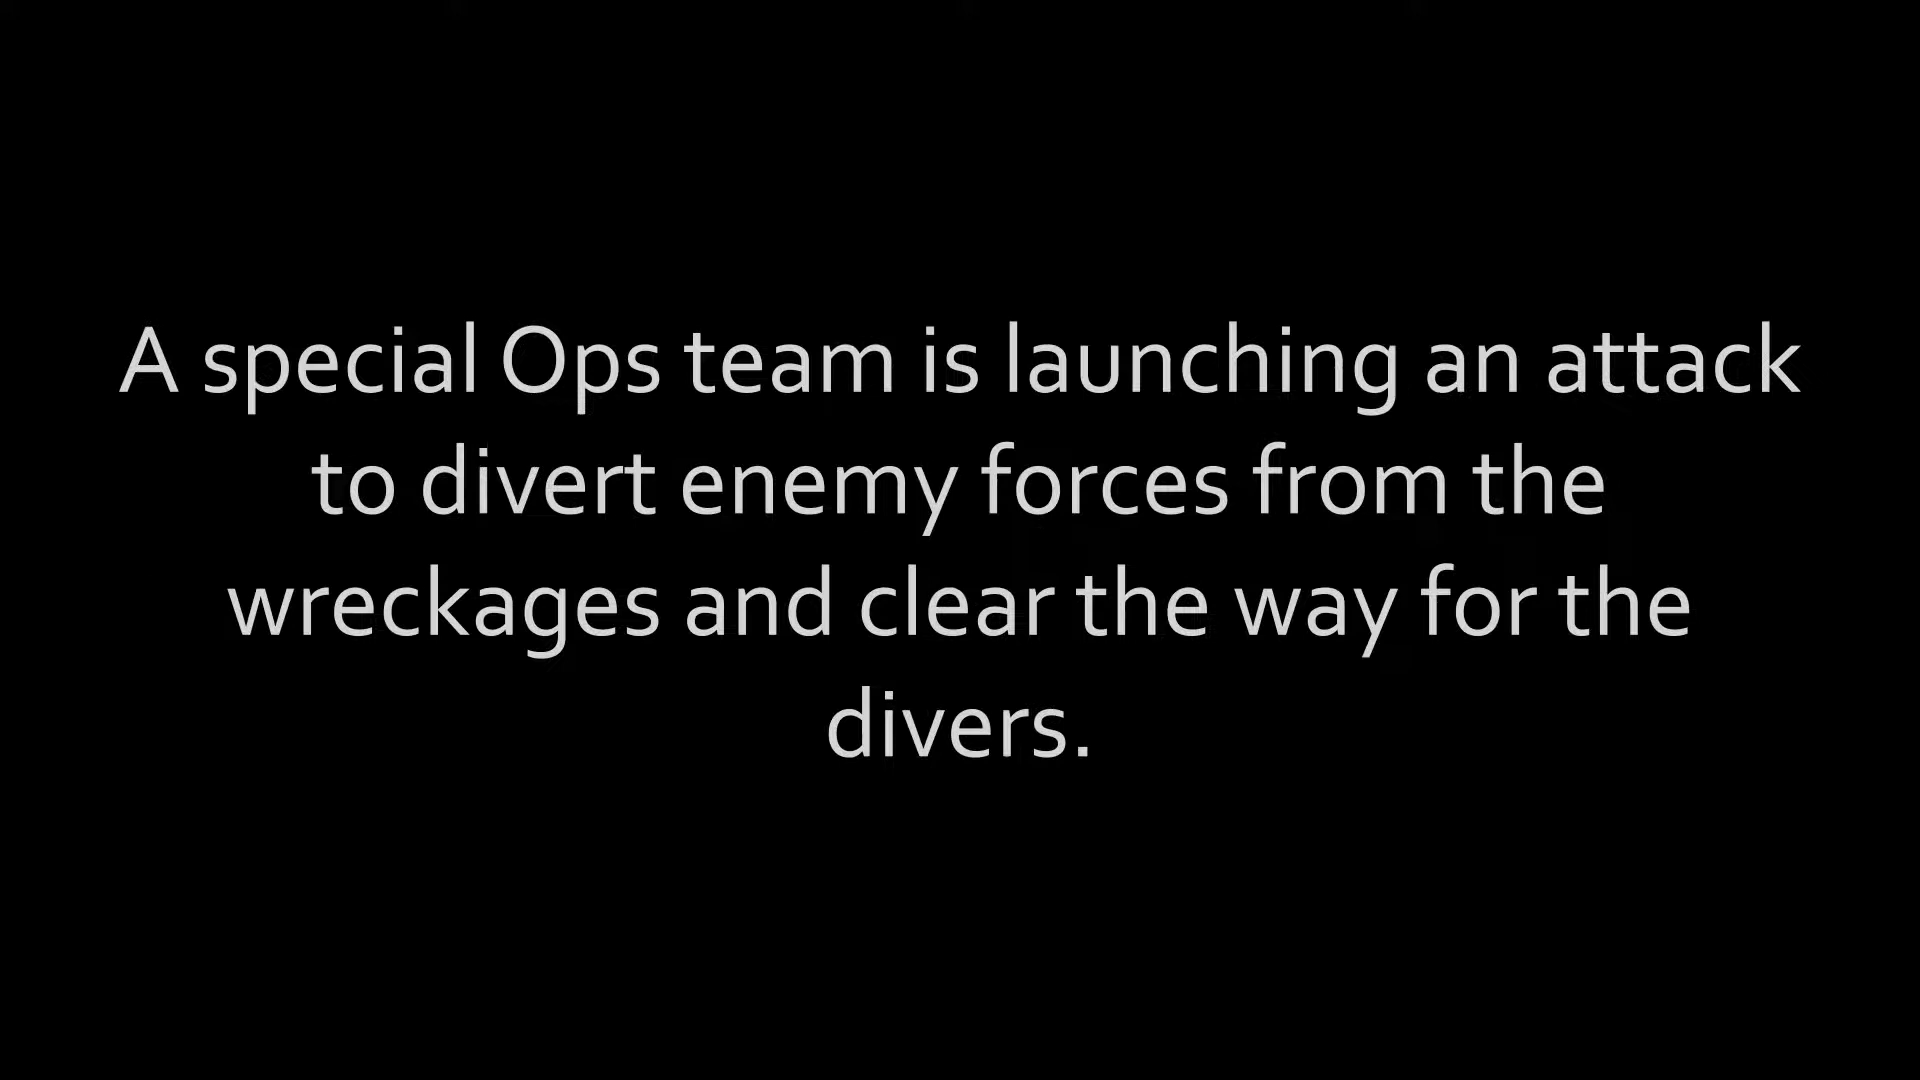 A special Ops team is launching an attack
to divert enemy forces from the
wreckages and clear the way for the
divers.